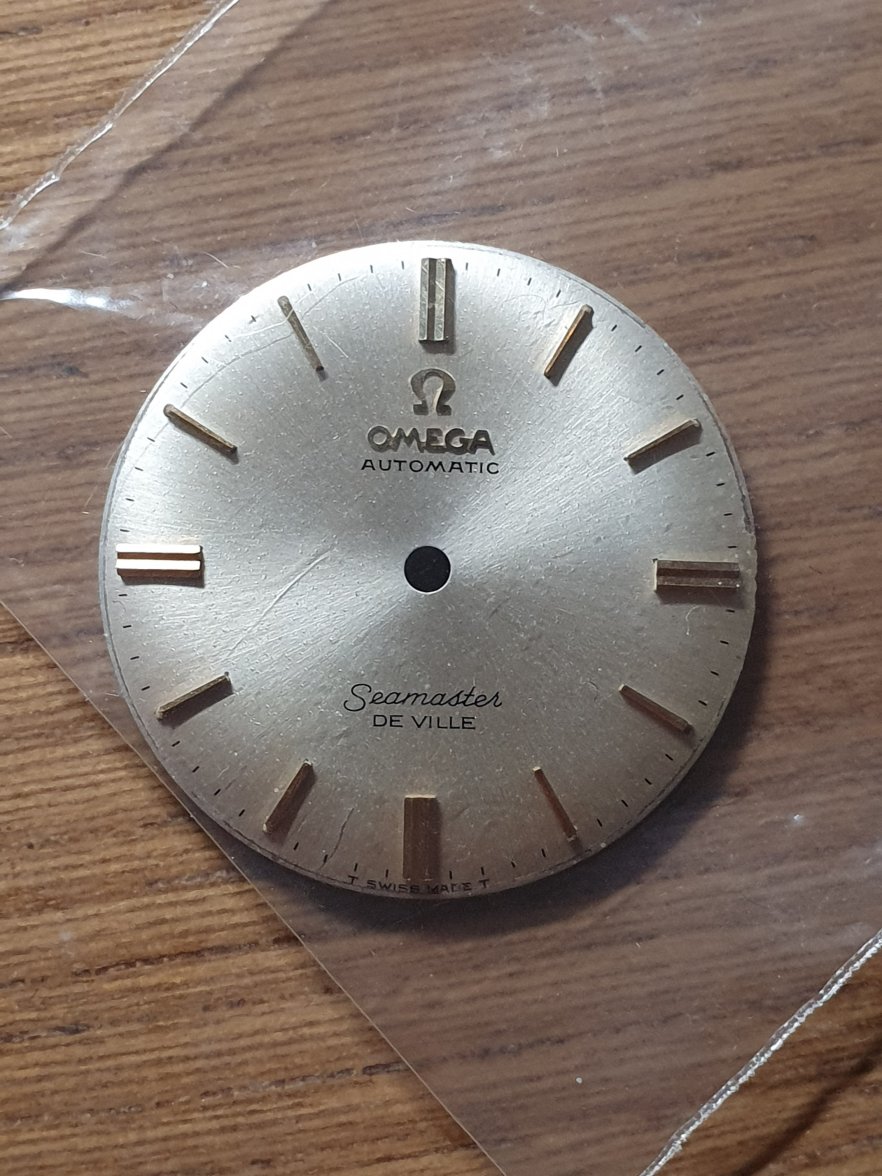 Ω
OMEGA
AUTOMATIC
Seamaster
DE VILLE
T SWISS MADE T